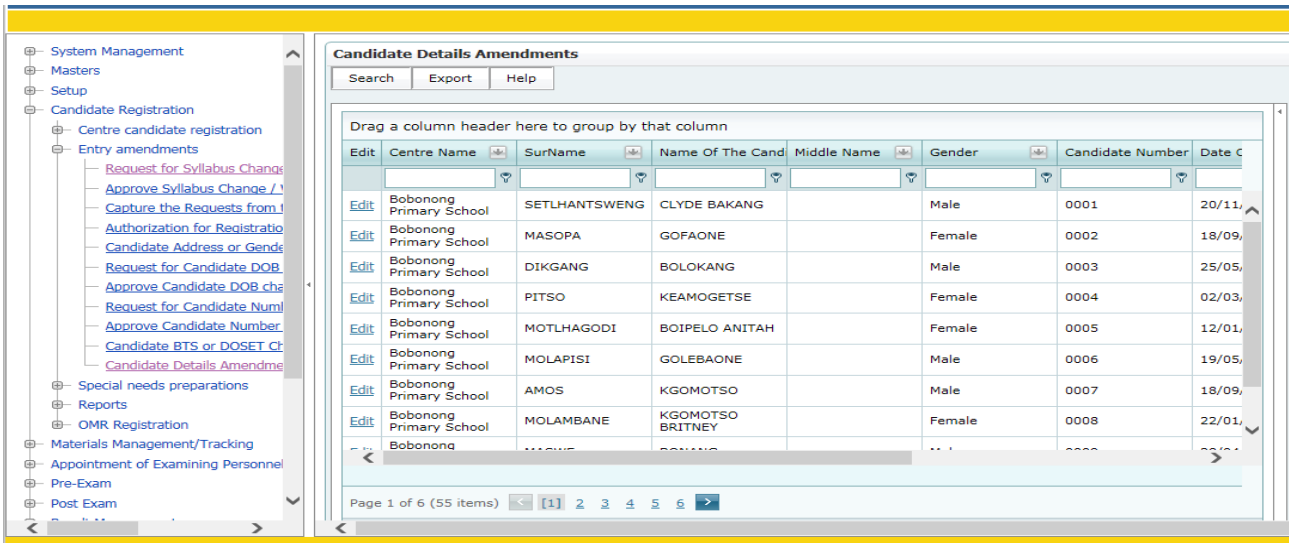 System Management
Masters
Setup
Candidate Registration
Centre candidate registration
Entry amendments
Request for Syllabus Change
Approve Syllabus Change /
Capture the Requests from
Authorization for Registratio
Candidate Address or Gende
Request for Candidate DOB
Approve Candidate DOB cha
Request for Candidate Numl
Approve Candidate Number
Candidate BTS or DOSET Ch
Candidate Details Amendme
Special needs preparations
Reports
OMR Registration
Materials Management/Tracking
Appointment of Examining Personnel
Pre-Exam
Post Exam
Candidate Details Amendments
Search Export Help
Drag a column header here to group by that column
Edit Centre Name SurName Name Of The Candi Middle Name Gender Candidate Number Date O
Edit Bobonong Primary School SETLHANTSWENG CLYDE BAKANG Male 0001 20/11/
Edit Bobonong Primary School MASOPA GOFAONE Female 0002 18/09/
Edit Bobonong Primary School DIKGANG BOLOKANG Male 0003 25/05/
Edit Bobonong Primary School PITSO KEAMOGETSE Female 0004 02/03/
Edit Bobonong Primary School MOTLHAGODI BOIPELO ANITAH Female 0005 12/01/
Edit Bobonong Primary School MOLAPISI GOLEBAONE Male 0006 19/05/
Edit Bobonong Primary School AMOS KGOMOTSO Male 0007 18/09/
Edit Bobonong Primary School MOLAMBANE KGOMOTSO BRITNEY Female 0008 22/01/
Bobonong
Page 1 of 6 (55 items) < [1] 2 3 4 5 6 >